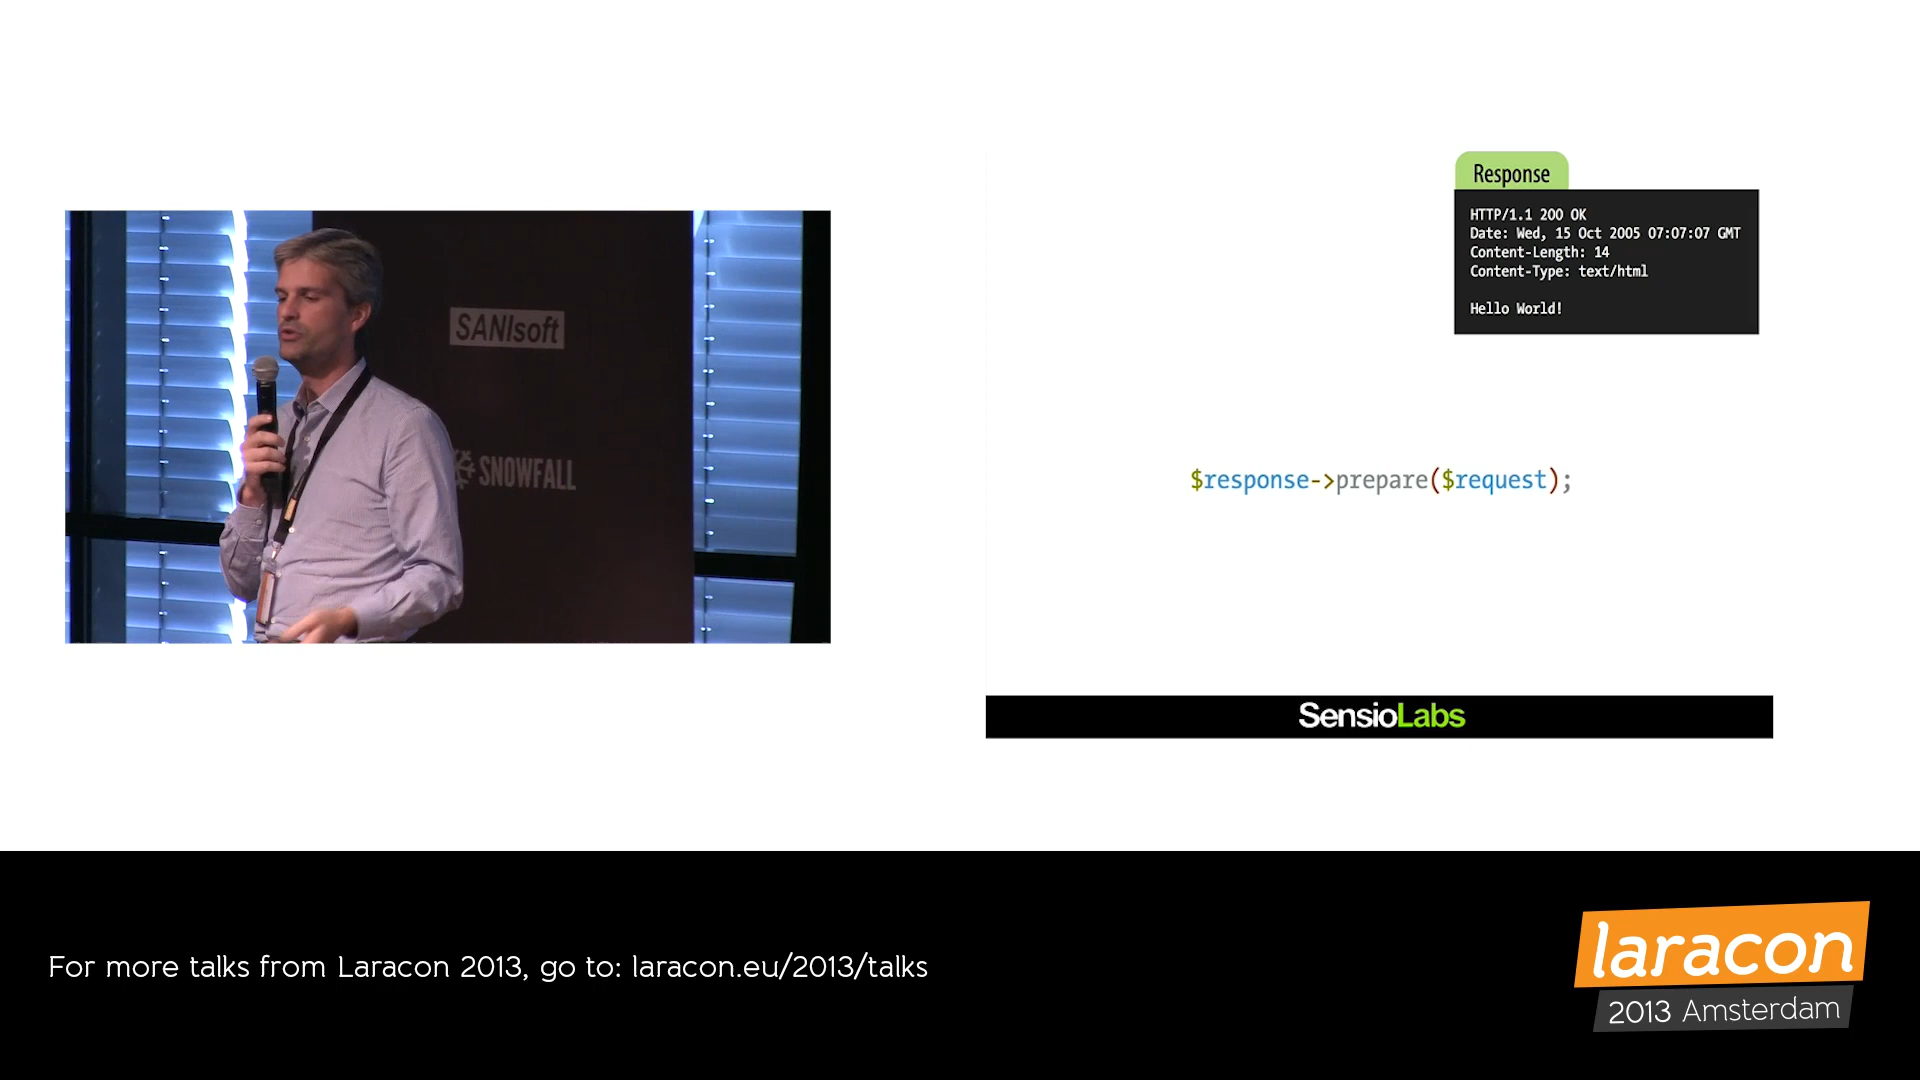 SANIsoft
SNOWFALL
Response
HTTP/1.1 200 OK
Date: Wed, 15 Oct 2005 07:07:07 GMT
Content-Length: 14
Content-Type: text/html
Hello World!
$response->prepare($request);
SensioLabs
For more talks from Laracon 2013, go to: laracon.eu/2013/talks
laracon
2013 Amsterdam